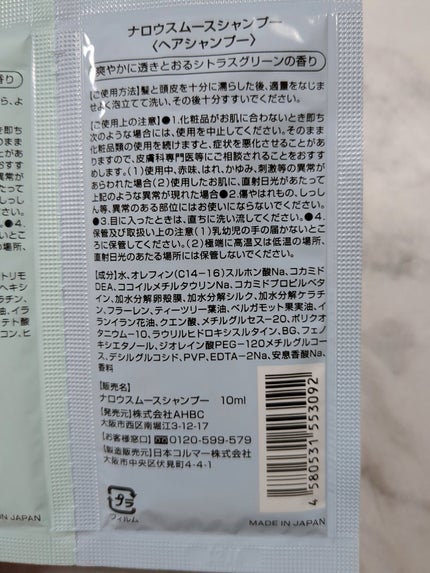 ナロウスムースシャンプー
〈ヘアシャンプー〉
爽やかに透きとおるシトラスグリーンの香り
【ご使用方法】髪と頭皮を十分に濡らした後、適量をなじま
せよく泡立てて洗い、その後十分すすいでください。
【ご使用上の注意】●1.化粧品がお肌に合わないとき即ち
次のような場合には、使用を中止してください。そのまま
化粧品類の使用を続けますと、症状を悪化させることがあ
りますので、皮膚科専門医等にご相談されることをおすす
めします。(1)使用中、赤味、はれ、かゆみ、刺激等の異常が
あらわれた場合(2)使用したお肌に、直射日光があたって
上記のような異常が現れた場合●2.傷やはれもの、しっし
ん等、異常のある部位にはお使いにならないでください。
●3.目に入ったときは、直ちに洗い流してください。●4.
保管及び取扱い上の注意(1)乳幼児の手の届かないとこ
ろに保管してください。(2)極端に高温又は低温の場所、
直射日光のあたる場所には保管しないでください。
【成分】水、オレフィン(C14-16)スルホン酸Na、コカミド
DEA、ココイルメチルタウリンNa、コカミドプロピルベタ
イン、加水分解卵殻膜、加水分解シルク、加水分解ケラチ
ン、フラーレン、ティーツリー葉油、ベルガモット果実油、イ
ランイラン花油、クエン酸、メチルグルセス-20、ポリクオ
タニウム-10、ラウリルヒドロキシスルタイン、BG、フェノ
キシエタノール、ジオレイン酸PEG-120メチルグルコー
ス、デシルグルコシド、PVP、EDTA-2Na、安息香酸Na、
香料
【販売名】
ナロウスムースシャンプー 10ml
【発売元】株式会社AHBC
大阪市西区南堀江3-12-17
【お客様窓口】0120-599-579
【製造販売元】日本コルマー株式会社
大阪市中央区伏見町4-4-1
プラ
フィルム
4 580531 553092
MADE IN JAPAN
IN JAPAN